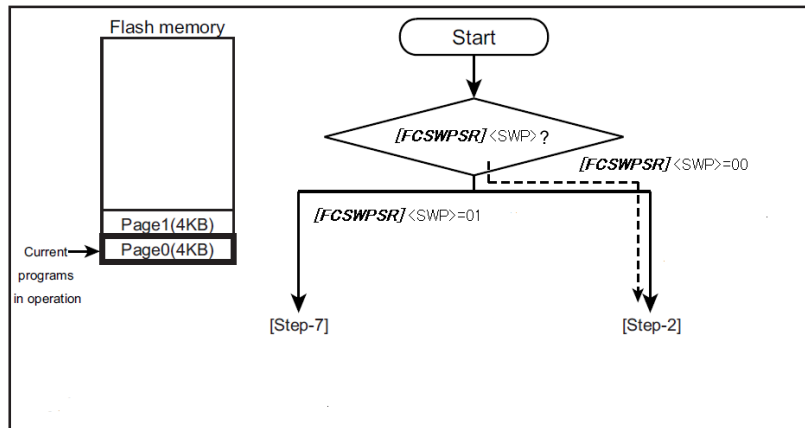 Flash memory
Page1(4KB)
Page0(4KB)
Current
programs
in operation
Start
[FCSWPSR]<SWP>?
[FCSWPSR]<SWP>=00
[FCSWPSR]<SWP>=01
[Step-7]
[Step-2]